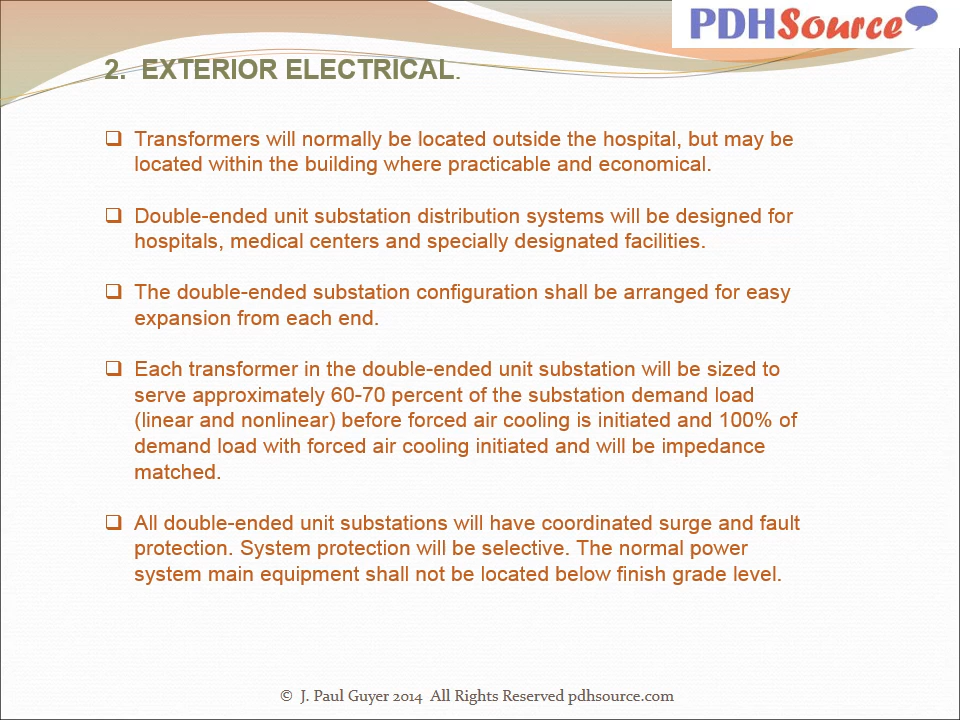 PDHSource
2. EXTERIOR ELECTRICAL.
❑ Transformers will normally be located outside the hospital, but may be
located within the building where practicable and economical.
❑ Double-ended unit substation distribution systems will be designed for
hospitals, medical centers and specially designated facilities.
❑ The double-ended substation configuration shall be arranged for easy
expansion from each end.
❑ Each transformer in the double-ended unit substation will be sized to
serve approximately 60-70 percent of the substation demand load
(linear and nonlinear) before forced air cooling is initiated and 100% of
demand load with forced air cooling initiated and will be impedance
matched.
❑ All double-ended unit substations will have coordinated surge and fault
protection. System protection will be selective. The normal power
system main equipment shall not be located below finish grade level.
© J. Paul Guyer 2014 All Rights Reserved pdhsource.com